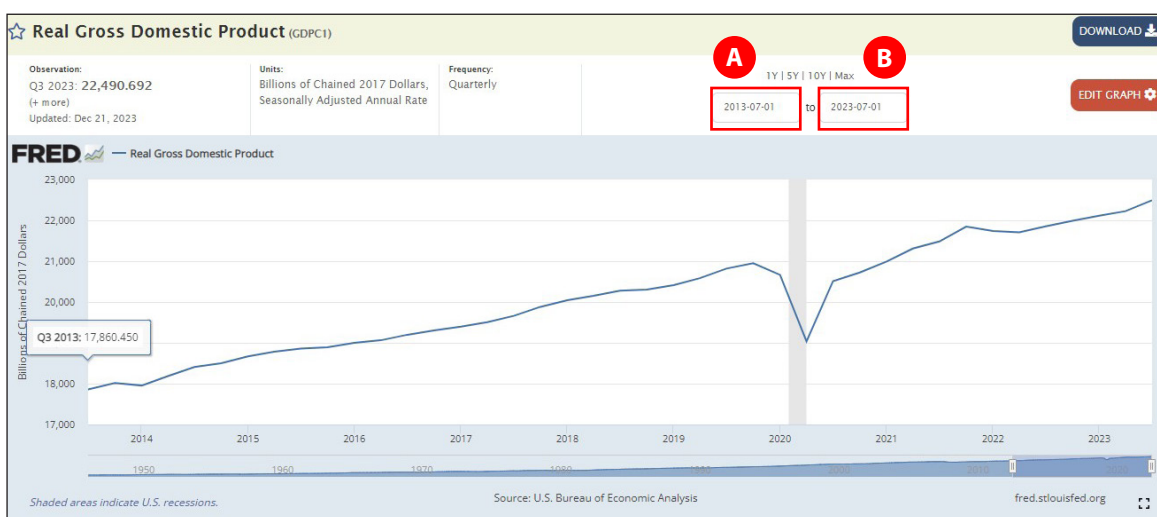 Real Gross Domestic Product (GDPC1)
DOWNLOAD
Observation:
Q3 2023: 22,490.692
(+ more)
Updated: Dec 21, 2023
Units:
Billions of Chained 2017 Dollars,
Seasonally Adjusted Annual Rate
Frequency:
Quarterly
A
B
1Y | 5Y | 10Y | Max
2013-07-01 to 2023-07-01
EDIT GRAPH
FRED
Real Gross Domestic Product
Billions of Chained 2017 Dollars
23,000
22,000
21,000
20,000
18,000
17,000
Q3 2013: 17,860.450
2014 2015 2016 2017 2018 2019 2020 2021 2022 2023
1950 1960 1970 1980 1990 2000 2010 2020
Shaded areas indicate U.S. recessions.
Source: U.S. Bureau of Economic Analysis
fred.stlouisfed.org